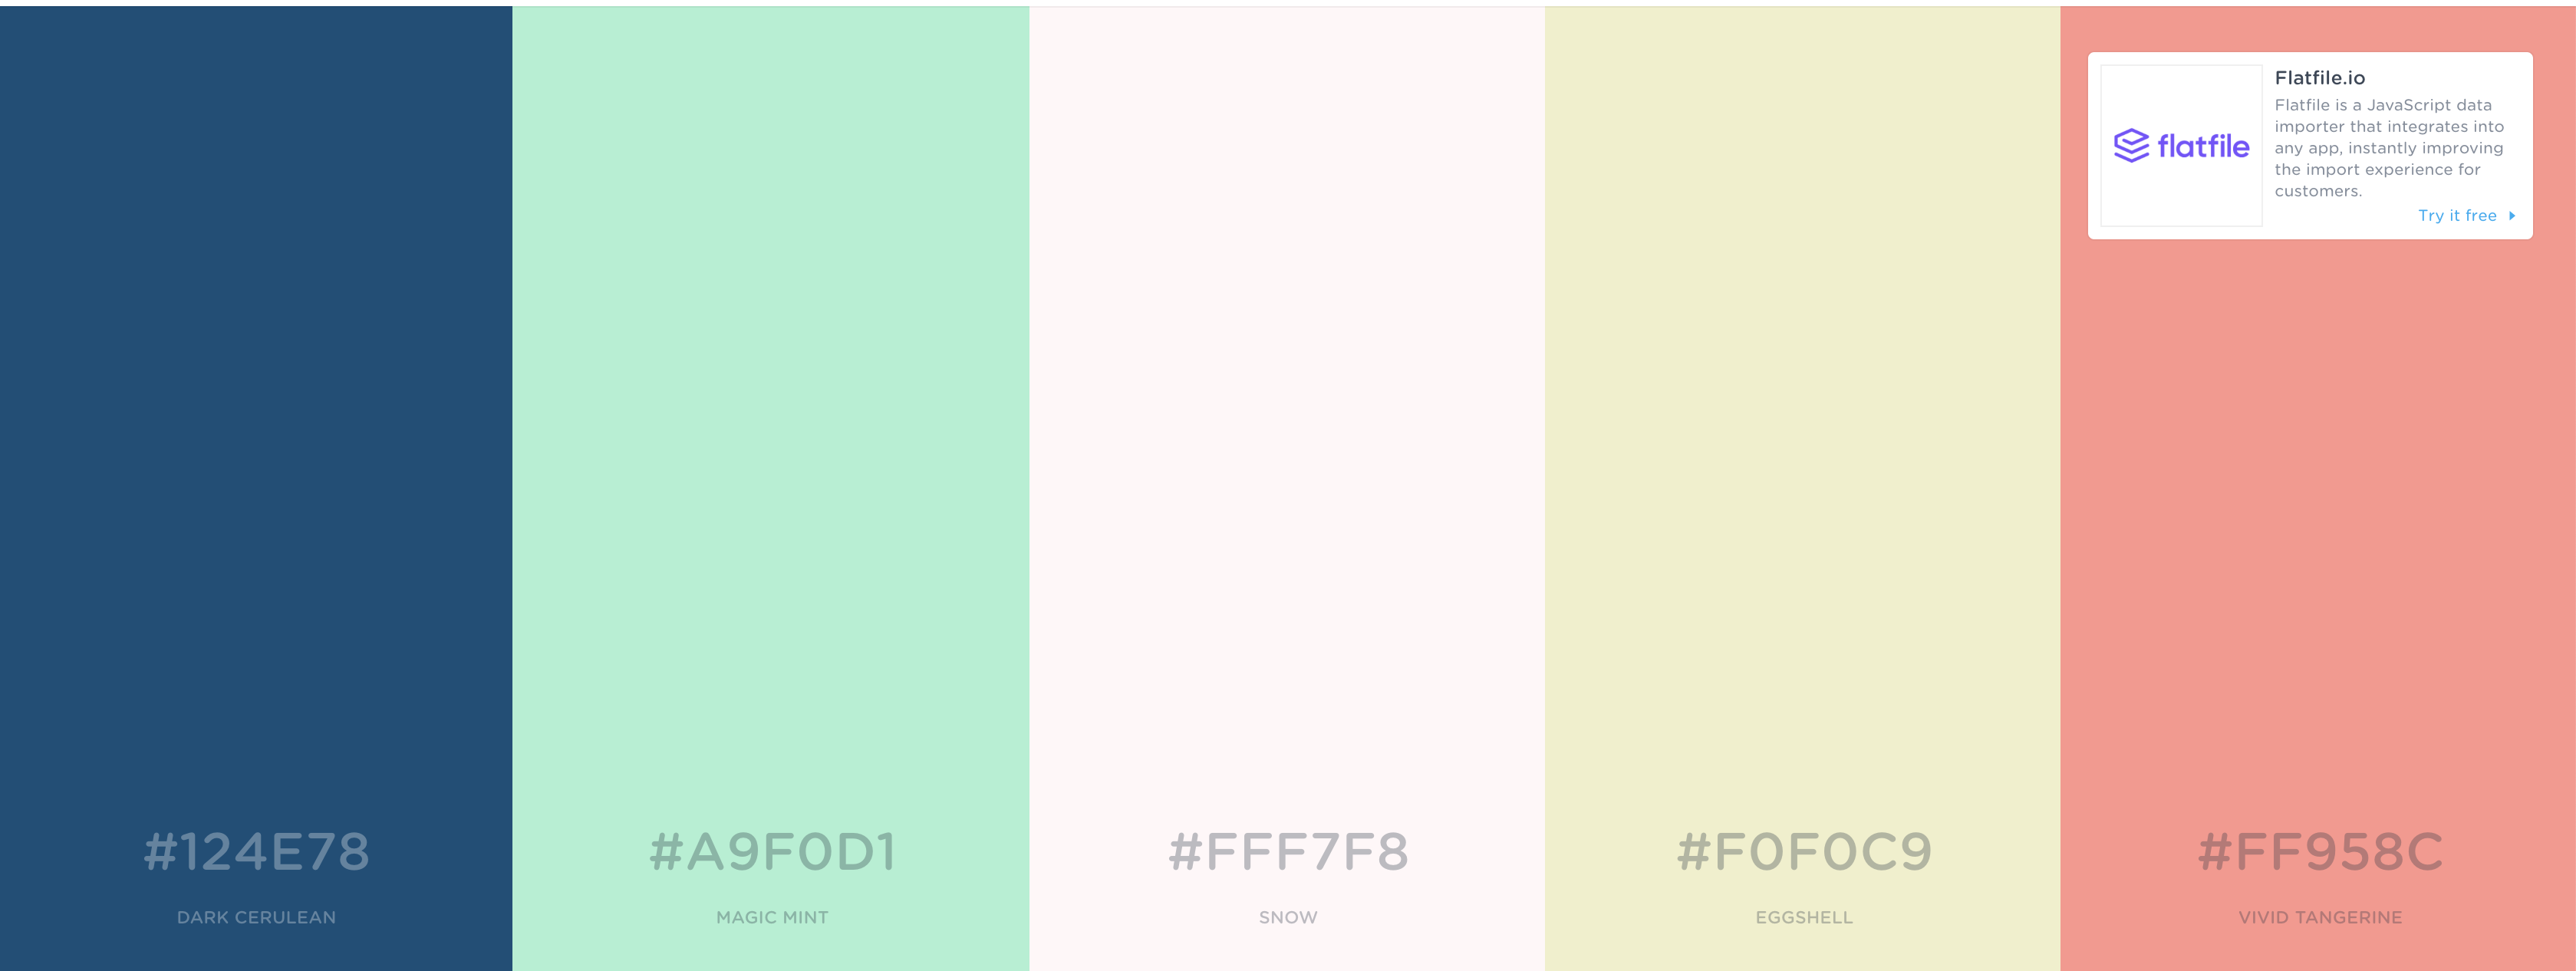 Flatfile.io
flatfile
Flatfile is a JavaScript data
importer that integrates into
any app, instantly improving
the import experience for
customers.
Try it free
#124E78
#A9F0D1
#FFF7F8
#F0F0C9
#FF958C
DARK CERULEAN
MAGIC MINT
SNOW
EGGSHELL
VIVID TANGERINE